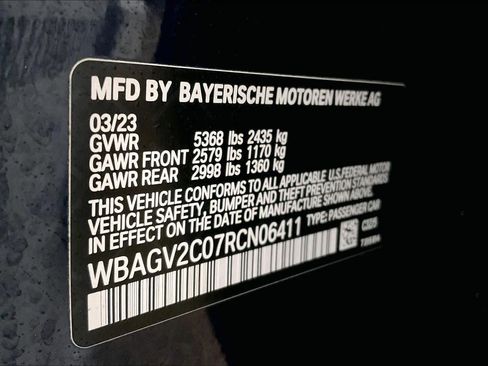 MFD BY BAYERISCHE MOTOREN WERKE AG
03/23
GVWR 5368 lbs 2435 kg
GAWR FRONT 2579 lbs 1170 kg
GAWR REAR 2998 lbs 1360 kg
THIS VEHICLE CONFORMS TO ALL APPLICABLE U.S. FEDERAL MOTOR
VEHICLE SAFETY, BUMPER AND THEFT PREVENTION STANDARDS
IN EFFECT ON THE DATE OF MANUFACTURE SHOWN ABOVE.
WBAGV2C07RCN06411 TYPE: PASSENGER CAR